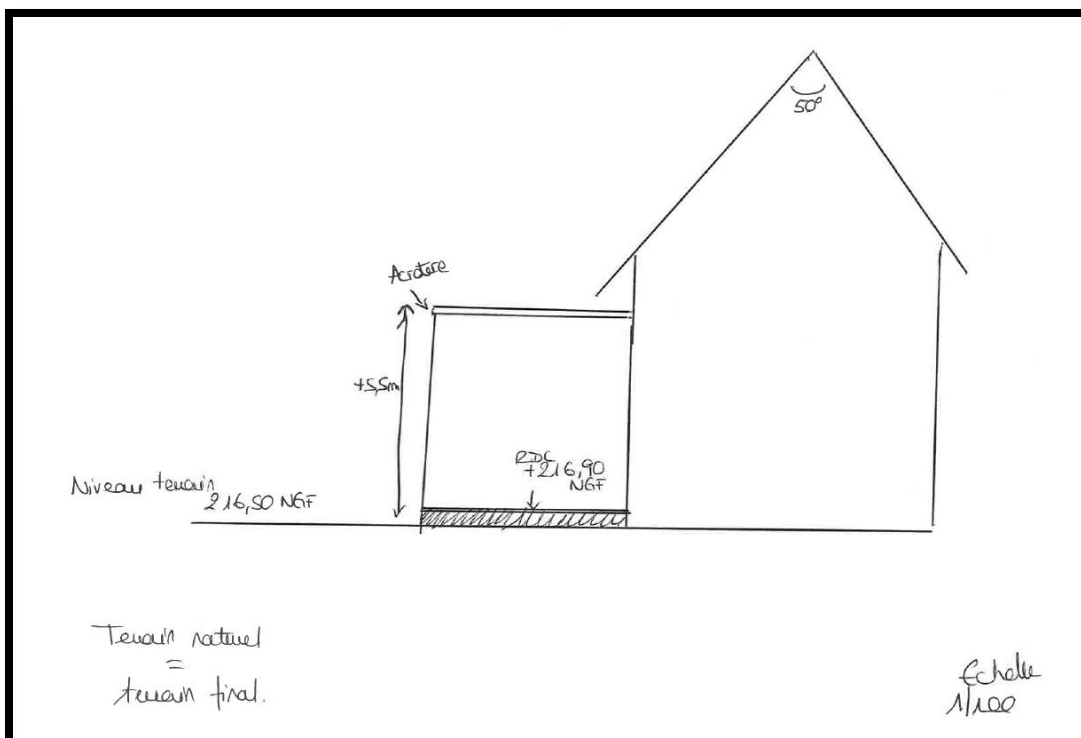 50°
Acrotère
+5,5m
RDC
+216,90
NGF
Niveau terrain
216,50 NGF
Terrain naturel
=
terrain final.
Echelle
1/100